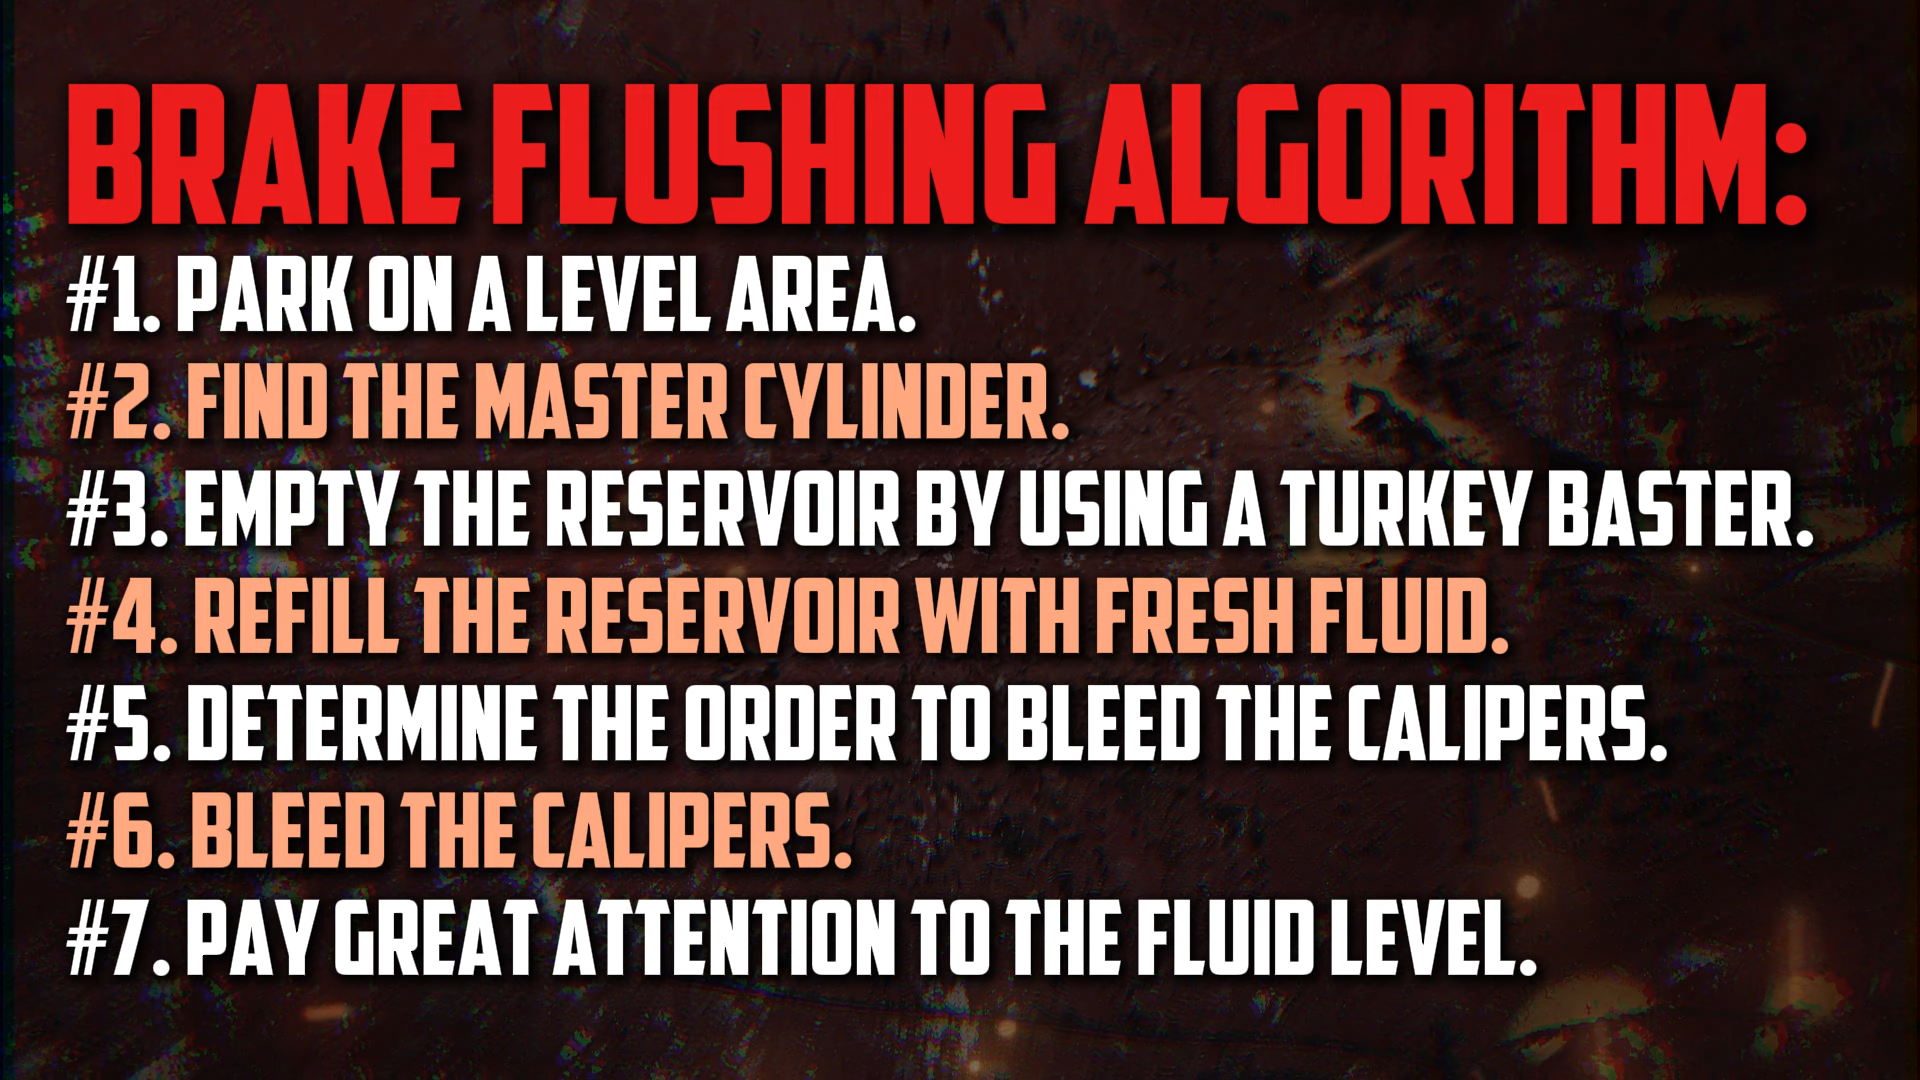 BRAKE FLUSHING ALGORITHM:
#1. PARK ON A LEVEL AREA.
#2. FIND THE MASTER CYLINDER.
#3. EMPTY THE RESERVOIR BY USING A TURKEY BASTER.
#4. REFILL THE RESERVOIR WITH FRESH FLUID.
#5. DETERMINE THE ORDER TO BLEED THE CALIPERS.
#6. BLEED THE CALIPERS.
#7. PAY GREAT ATTENTION TO THE FLUID LEVEL.